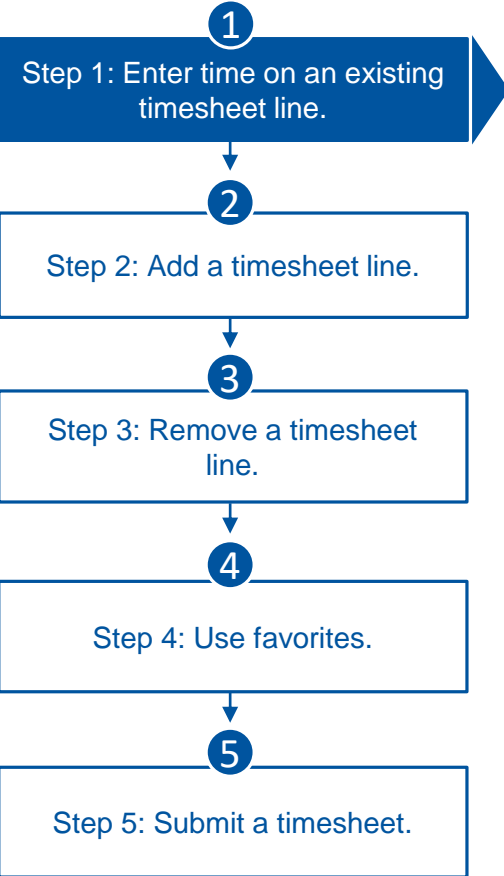 1
Step 1: Enter time on an existing
timesheet line.
2
Step 2: Add a timesheet line.
3
Step 3: Remove a timesheet
line.
4
Step 4: Use favorites.
5
Step 5: Submit a timesheet.